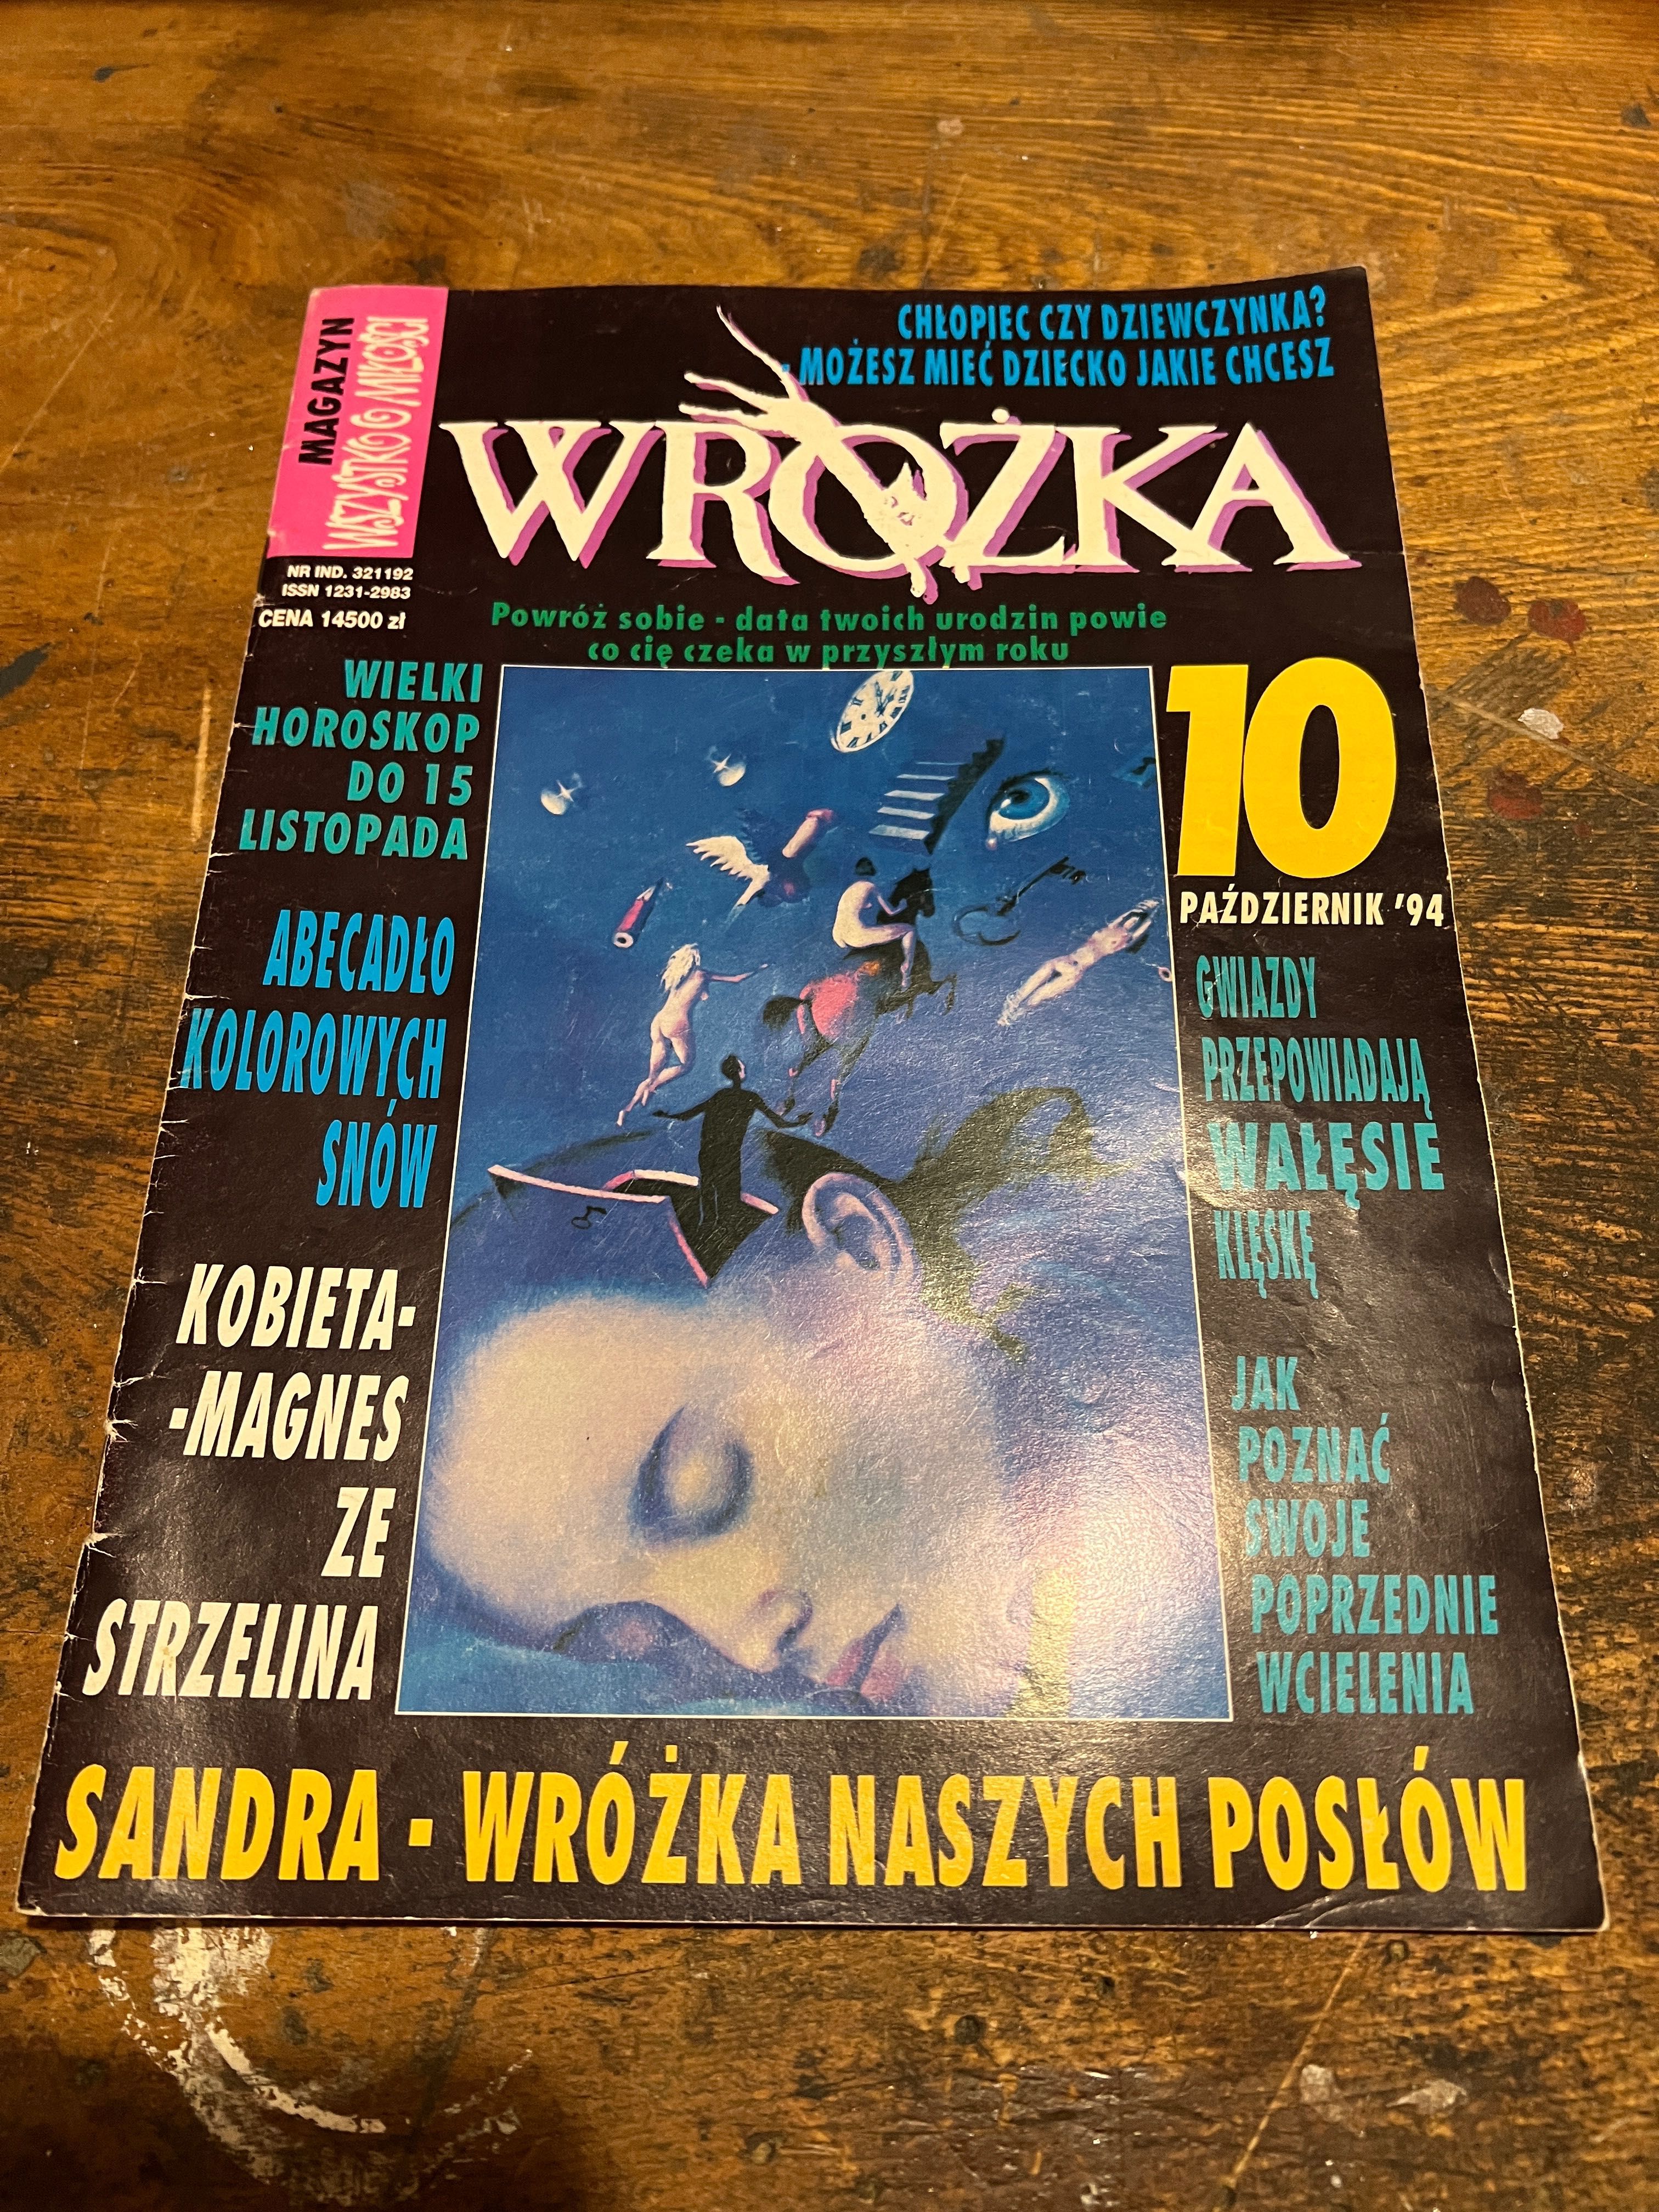 MAGAZYN
WSZYSTKO O MIŁOŚCI
CHŁOPIEC CZY DZIEWCZYNKA?
- MOŻESZ MIEĆ DZIECKO JAKIE CHCESZ
WRÓŻKA
NR IND. 321192
ISSN 1231-2983
CENA 14500 zł
Powróż sobie - data twoich urodzin powie
co cię czeka w przyszłym roku
WIELKI
HOROSKOP
DO 15
LISTOPADA
ABECADŁO
KOLOROWYCH
SNÓW
KOBIETA-
-MAGNES
ZE
STRZELINA
10
PAŹDZIERNIK '94
GWIAZDY
PRZEPOWIADAJĄ
WAŁĘSIE
KLĘSKĘ
JAK
POZNAĆ
SWOJE
POPRZEDNIE
WCIELENIA
SANDRA - WRÓŻKA NASZYCH POSŁÓW